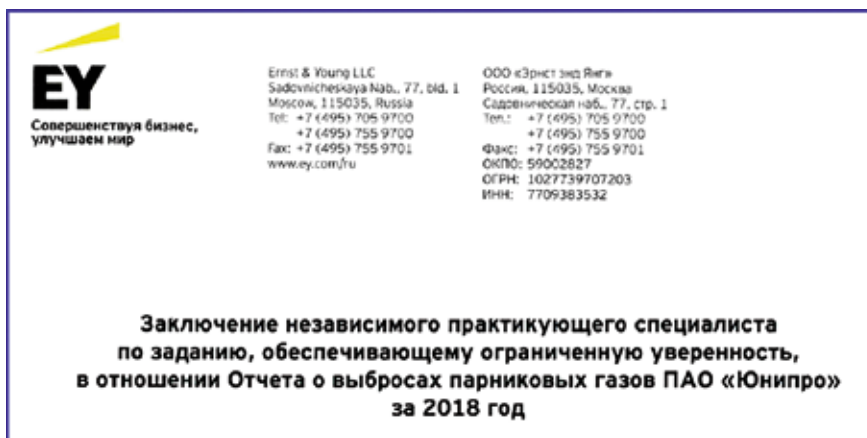 EY
Совершенствуя бизнес,
улучшаем мир
Ernst & Young LLC
Sadovnicheskaya Nab., 77, bld. 1
Moscow, 115035, Russia
Tel: +7 (495) 705 9700
+7 (495) 755 9700
Fax: +7 (495) 755 9701
www.ey.com/ru
ООО «Эрнст энд Янг»
Россия, 115035, Москва
Садовническая наб., 77, стр. 1
Тел.: +7 (495) 705 9700
+7 (495) 755 9700
Факс: +7 (495) 755 9701
ОКПО: 59002827
ОГРН: 1027739707203
ИНН: 7709383532
Заключение независимого практикующего специалиста
по заданию, обеспечивающему ограниченную уверенность,
в отношении Отчета о выбросах парниковых газов ПАО «Юнипро»
за 2018 год